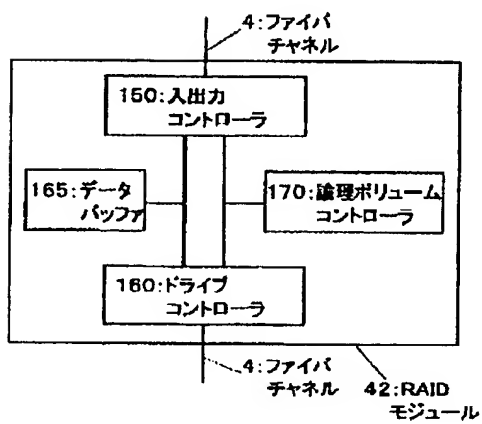 4:ファイバ
チャネル
150:入出力
コントローラ
165:データ
バッファ
170:論理ボリューム
コントローラ
160:ドライブ
コントローラ
4:ファイバ
チャネル
42:RAID
モジュール